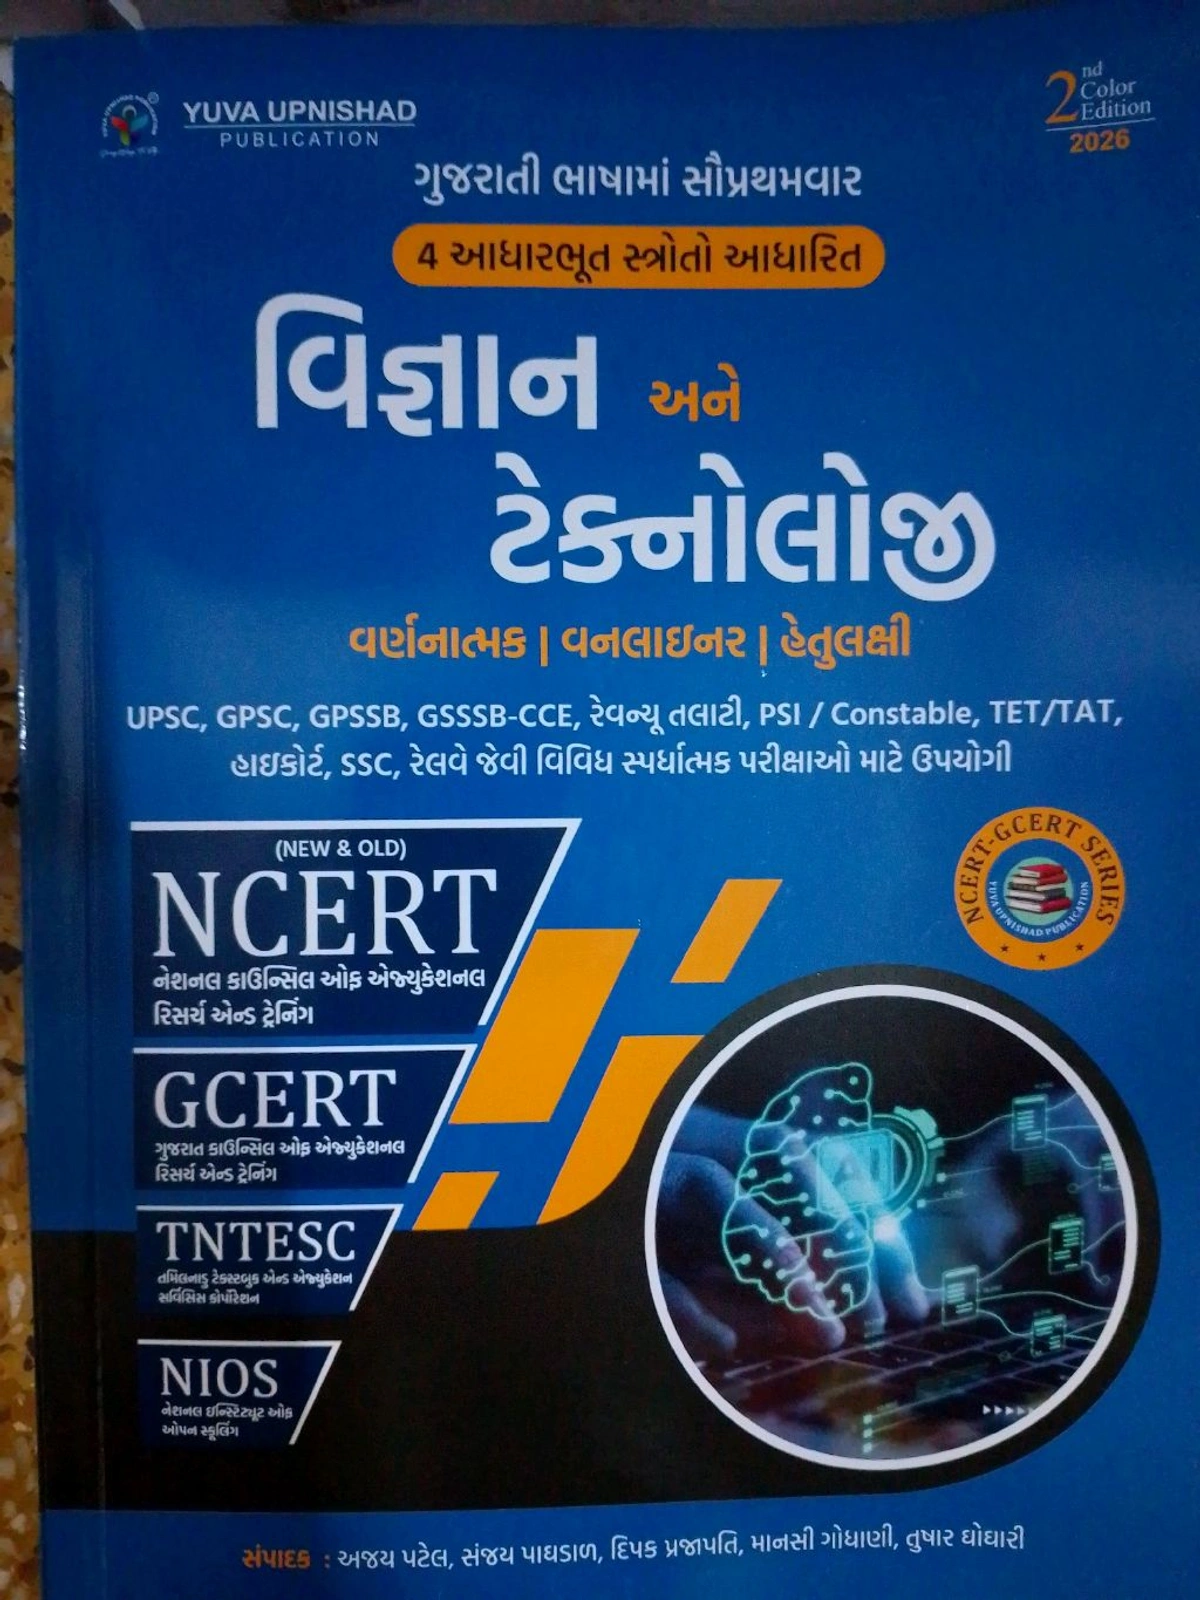 YUVA UPNISHAD
PUBLICATION
2nd
Color
Edition
2026
ગુજરાતી ભાષામાં સૌપ્રથમવાર
4 આધારભૂત સ્ત્રોતો આધારિત
વિજ્ઞાન અને
ટેકનોલોજી
વર્ણનાત્મક | વનલાઇનર | હેતુલક્ષી
UPSC, GPSC, GPSSB, GSSSB-CCE, રેવન્યૂ તલાટી, PSI / Constable, TET/TAT,
હાઇકોર્ટ, SSC, રેલવે જેવી વિવિધ સ્પર્ધાત્મક પરીક્ષાઓ માટે ઉપયોગી
(NEW & OLD)
NCERT
નેશનલ કાઉન્સિલ ઓફ એજ્યુકેશનલ
રિસર્ચ એન્ડ ટ્રેનિંગ
NCERT-GCERT SERIES
YUVA UPNISHAD PUBLICATION
GCERT
ગુજરાત કાઉન્સિલ ઓફ એજ્યુકેશનલ
રિસર્ચ એન્ડ ટ્રેનિંગ
TNTESC
તમિલનાડુ ટેક્સ્ટબુક એન્ડ એજ્યુકેશન
સર્વિસિસ કોર્પોરેશન
NIOS
નેશનલ ઇન્સ્ટિટ્યૂટ ઓફ
ઓપન સ્કૂલિંગ
સંપાદક : અજય પટેલ, સંજય પાઘડાળ, દિપક પ્રજાપતિ, માનસી ગોધાણી, તુષાર ઘોઘારી